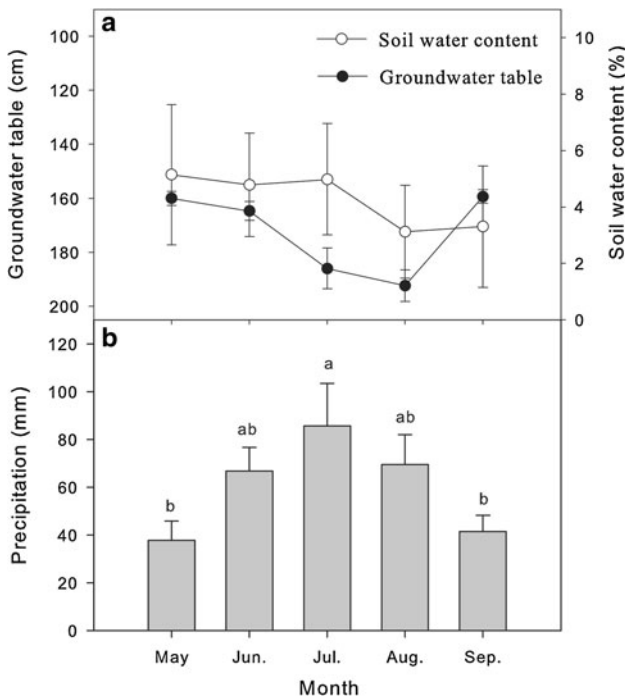 a
100
120
140
160
180
200
Groundwater table (cm)
Soil water content
Groundwater table
10
8
6
4
2
0
Soil water content (%)
b
120
100
80
60
40
20
0
Precipitation (mm)
b
ab
a
ab
b
May Jun. Jul. Aug. Sep.
Month